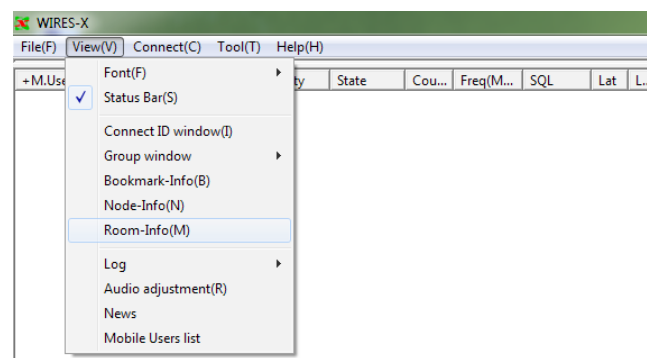 WIRES-X
File(F) View(V) Connect(C) Tool(T) Help(H)
+M.Use ty State Cou... Freq(M... SQL Lat L..
Font(F)
Status Bar(S)
Connect ID window(I)
Group window
Bookmark-Info(B)
Node-Info(N)
Room-Info(M)
Log
Audio adjustment(R)
News
Mobile Users list